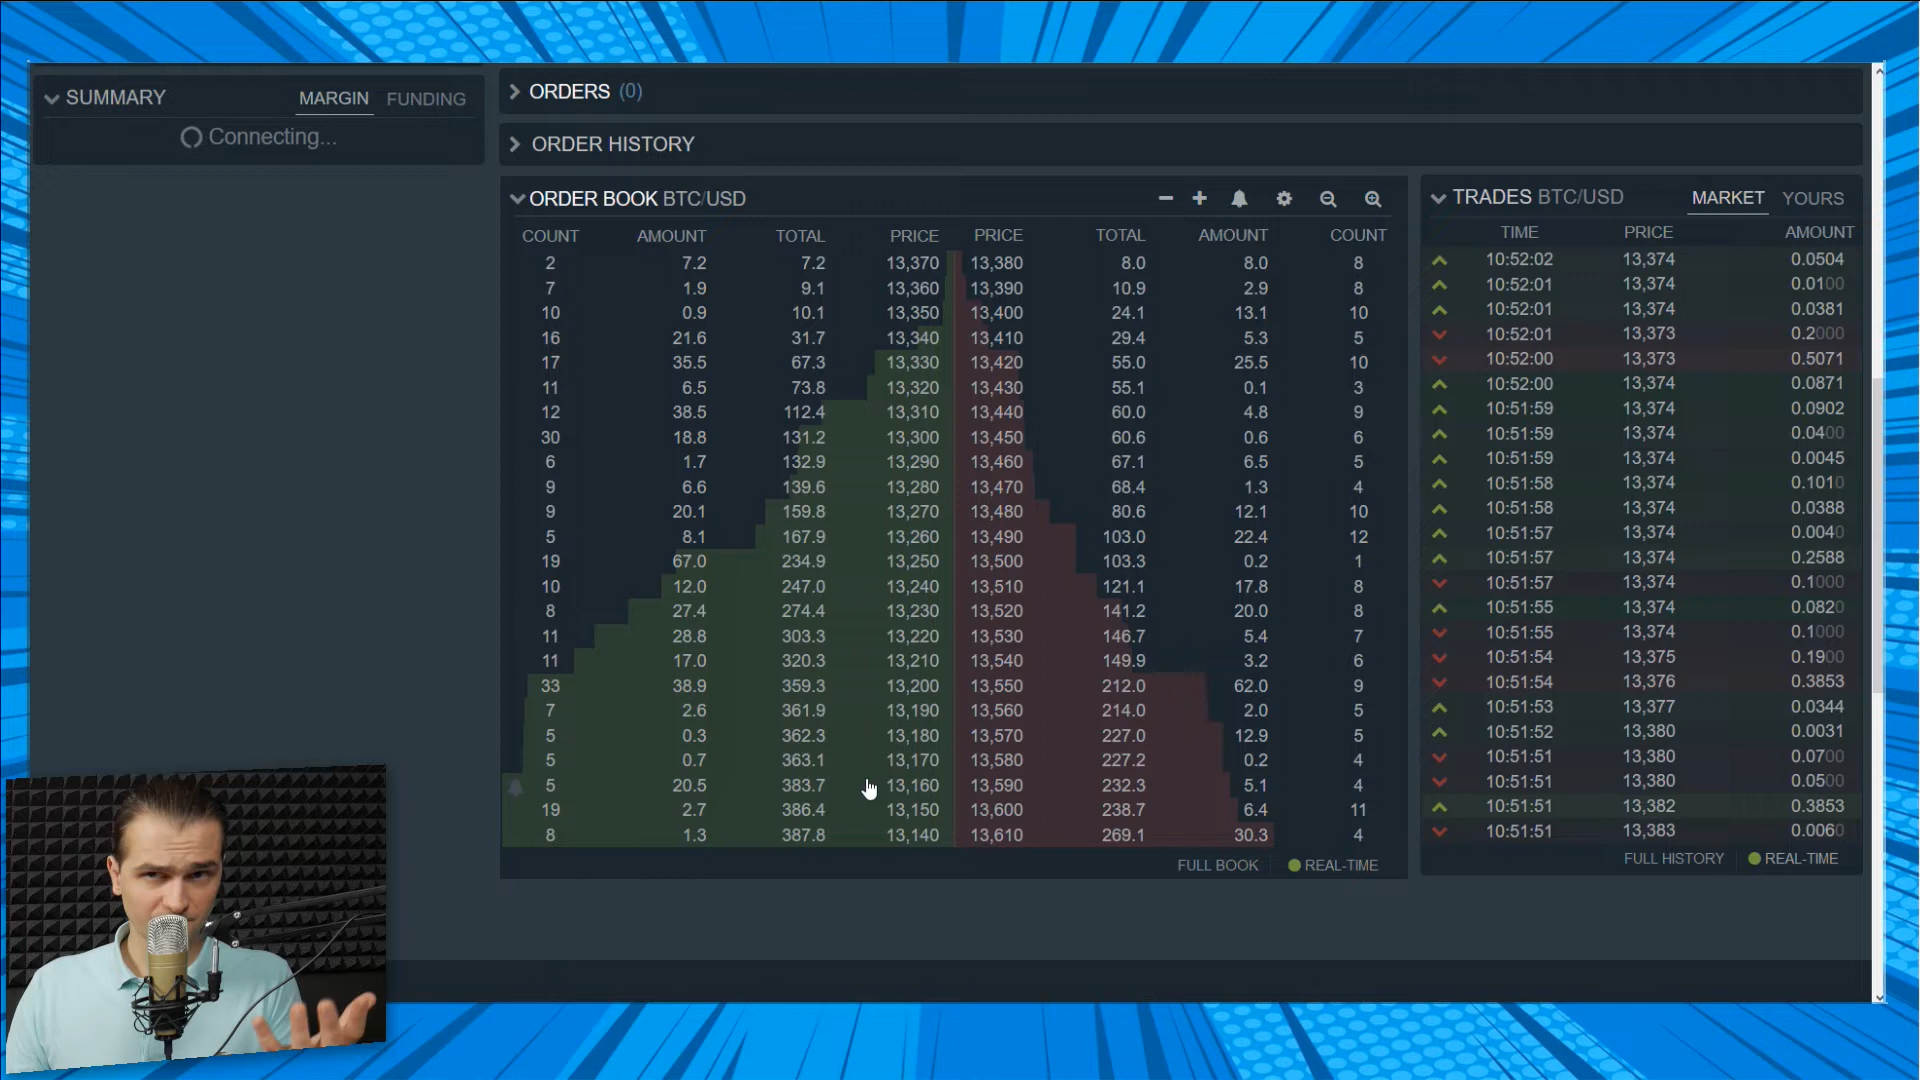 SUMMARY MARGIN FUNDING
Connecting...
ORDERS (0)
ORDER HISTORY
ORDER BOOK BTC/USD
COUNT AMOUNT TOTAL PRICE PRICE TOTAL AMOUNT COUNT
2 7.2 7.2 13,370 13,380 8.0 8.0 8
7 1.9 9.1 13,360 13,390 10.9 2.9 8
10 0.9 10.1 13,350 13,400 24.1 13.1 10
16 21.6 31.7 13,340 13,410 29.4 5.3 5
17 35.5 67.3 13,330 13,420 55.0 25.5 10
11 6.5 73.8 13,320 13,430 55.1 0.1 3
12 38.5 112.4 13,310 13,440 60.0 4.8 9
30 18.8 131.2 13,300 13,450 60.6 0.6 6
6 1.7 132.9 13,290 13,460 67.1 6.5 5
9 6.6 139.6 13,280 13,470 68.4 1.3 4
9 20.1 159.8 13,270 13,480 80.6 12.1 10
5 8.1 167.9 13,260 13,490 103.0 22.4 12
19 67.0 234.9 13,250 13,500 103.3 0.2 1
10 12.0 247.0 13,240 13,510 121.1 17.8 8
8 27.4 274.4 13,230 13,520 141.2 20.0 8
11 28.8 303.3 13,220 13,530 146.7 5.4 7
11 17.0 320.3 13,210 13,540 149.9 3.2 6
33 38.9 359.3 13,200 13,550 212.0 62.0 9
7 2.6 361.9 13,190 13,560 214.0 2.0 5
5 0.3 362.3 13,180 13,570 227.0 12.9 5
5 0.7 363.1 13,170 13,580 227.2 0.2 4
5 20.5 383.7 13,160 13,590 232.3 5.1 4
19 2.7 386.4 13,150 13,600 238.7 6.4 11
8 1.3 387.8 13,140 13,610 269.1 30.3 4
FULL BOOK REAL-TIME
TRADES BTC/USD MARKET YOURS
TIME PRICE AMOUNT
10:52:02 13,374 0.0504
10:52:01 13,374 0.0100
10:52:01 13,374 0.0381
10:52:01 13,373 0.2000
10:52:00 13,373 0.5071
10:52:00 13,374 0.0871
10:51:59 13,374 0.0902
10:51:59 13,374 0.0400
10:51:59 13,374 0.0045
10:51:58 13,374 0.1010
10:51:58 13,374 0.0388
10:51:57 13,374 0.0040
10:51:57 13,374 0.2588
10:51:57 13,374 0.1000
10:51:55 13,374 0.0820
10:51:55 13,374 0.1000
10:51:54 13,375 0.1900
10:51:54 13,376 0.3853
10:51:53 13,377 0.0344
10:51:52 13,380 0.0031
10:51:51 13,380 0.0700
10:51:51 13,380 0.0500
10:51:51 13,382 0.3853
10:51:51 13,383 0.0060
FULL HISTORY REAL-TIME